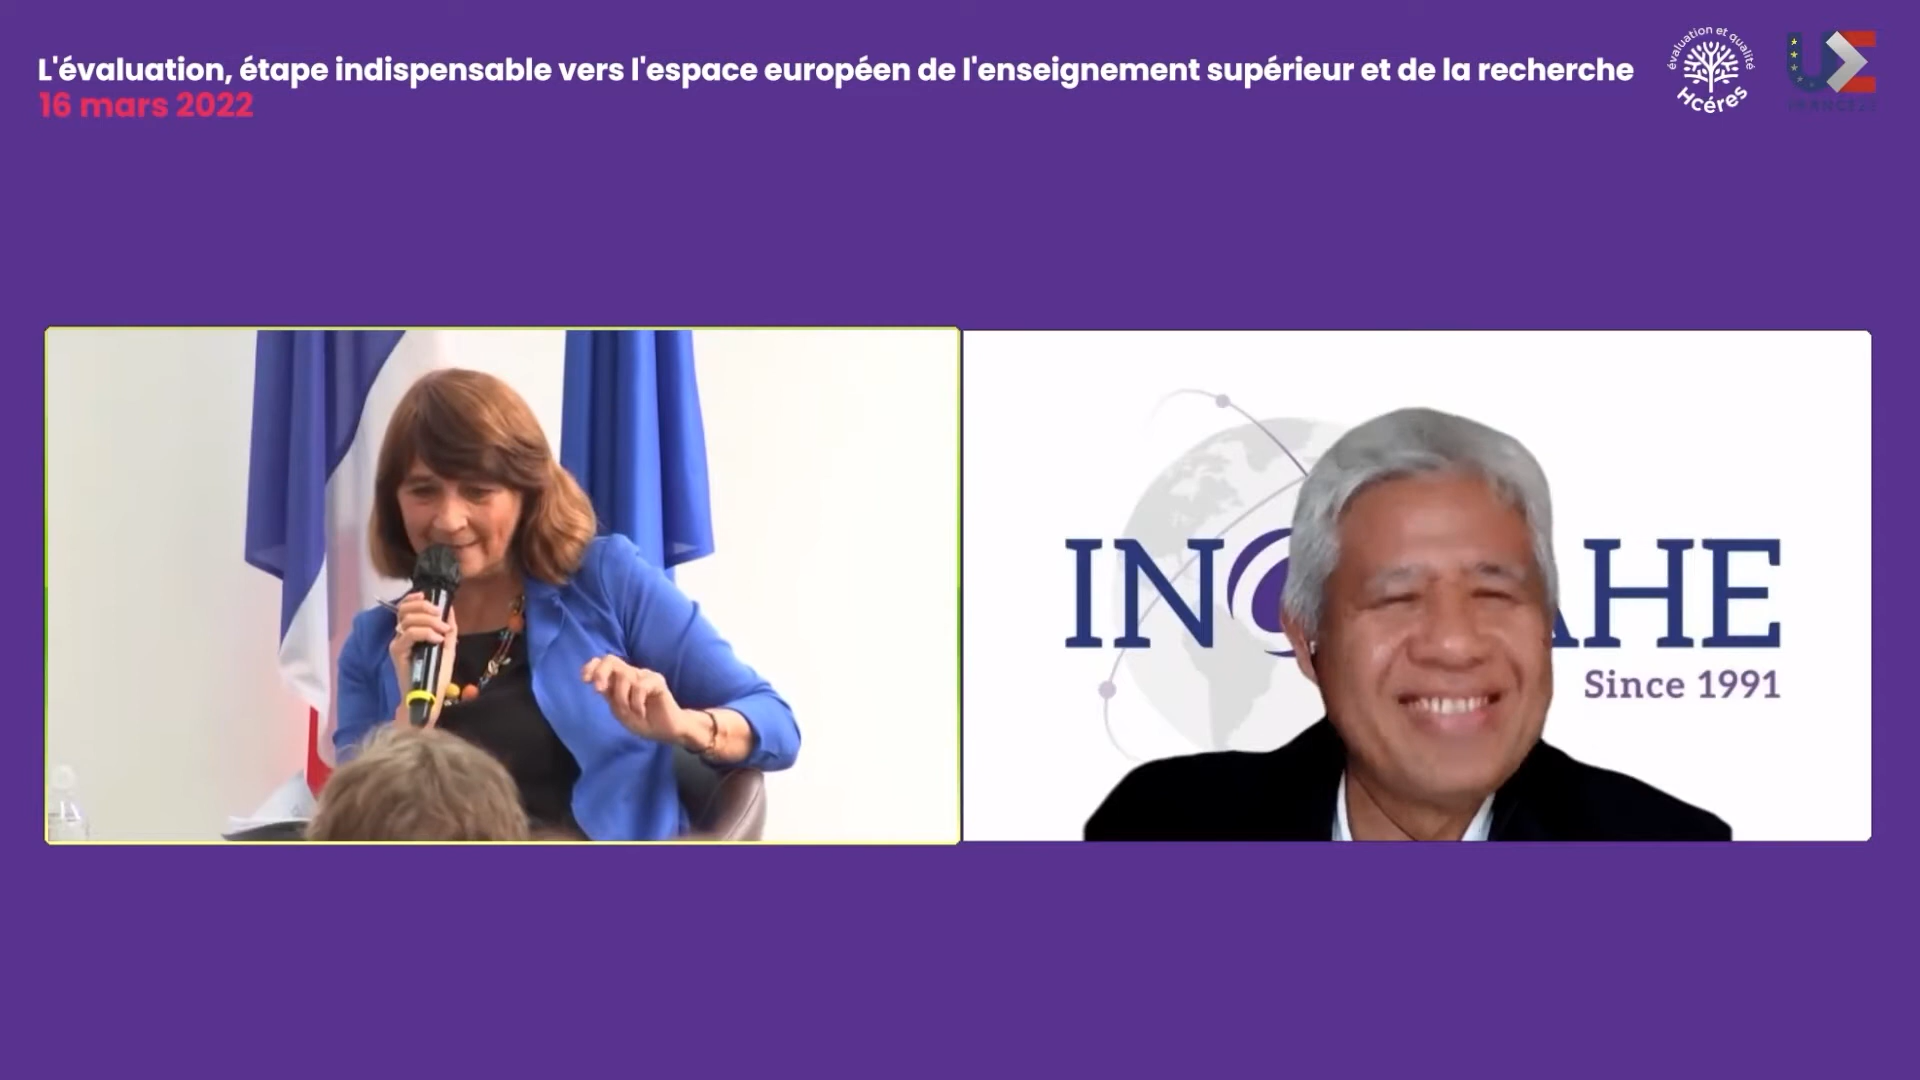 L'évaluation, étape indispensable vers l'espace européen de l'enseignement supérieur et de la recherche
16 mars 2022
évaluation et qualité
Hcéres
UE
IN AHE
Since 1991